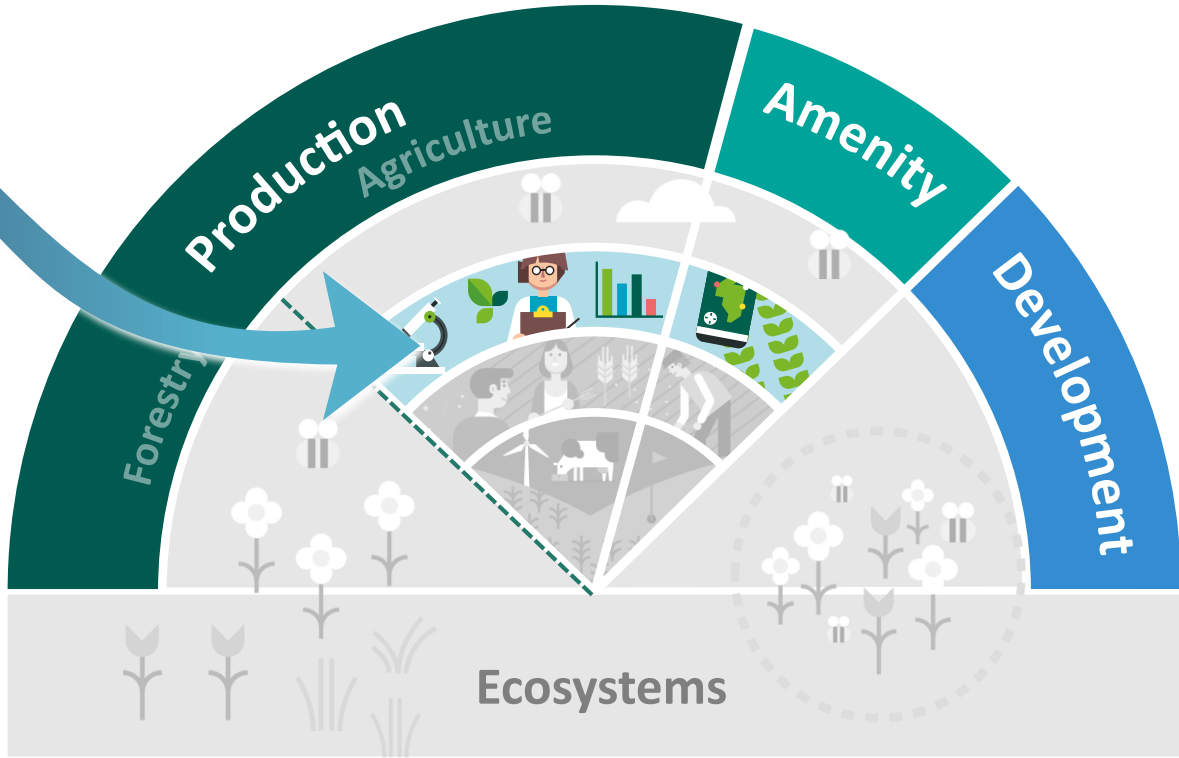 Production
Agriculture
Forestry
Amenity
Development
Ecosystems